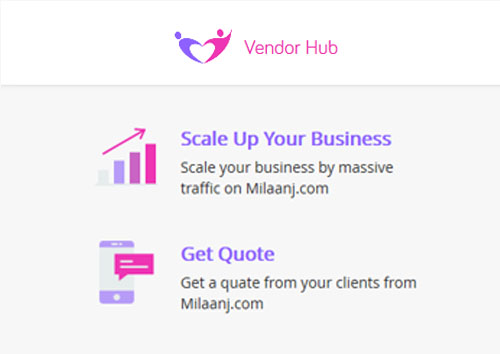 Vendor Hub
Scale Up Your Business
Scale your business by massive
traffic on Milaanj.com
Get Quote
Get a quate from your clients from
Milaanj.com